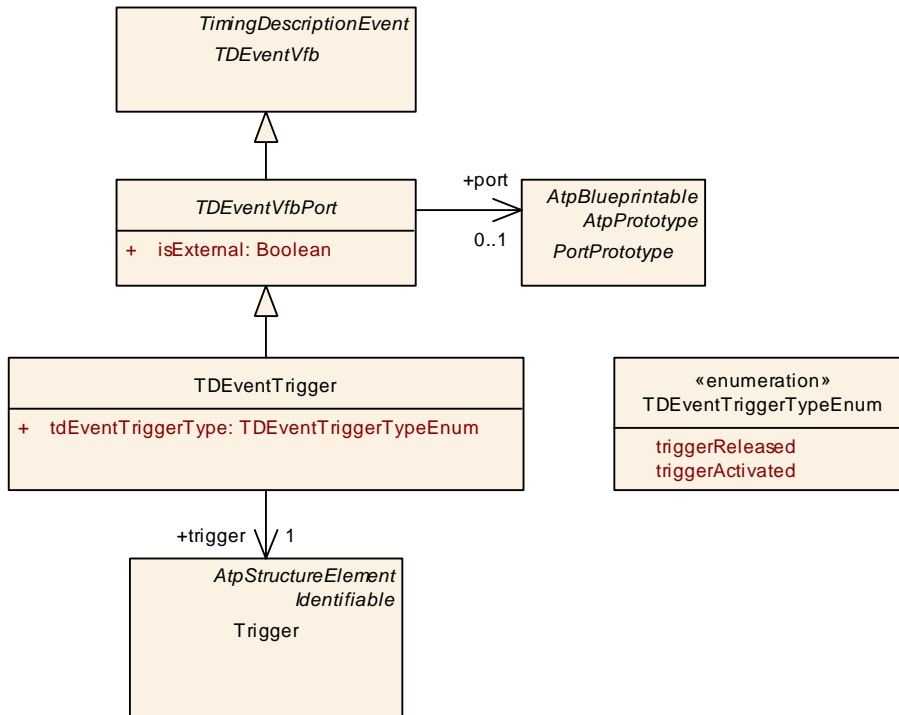 TimingDescriptionEvent
TDEventVfb
TDEventVfbPort
+ isExternal: Boolean
+port
0..1
AtpBlueprintable
AtpPrototype
PortPrototype
TDEventTrigger
+ tdEventTriggerType: TDEventTriggerTypeEnum
«enumeration»
TDEventTriggerTypeEnum
triggerReleased
triggerActivated
+trigger 1
AtpStructureElement
Identifiable
Trigger